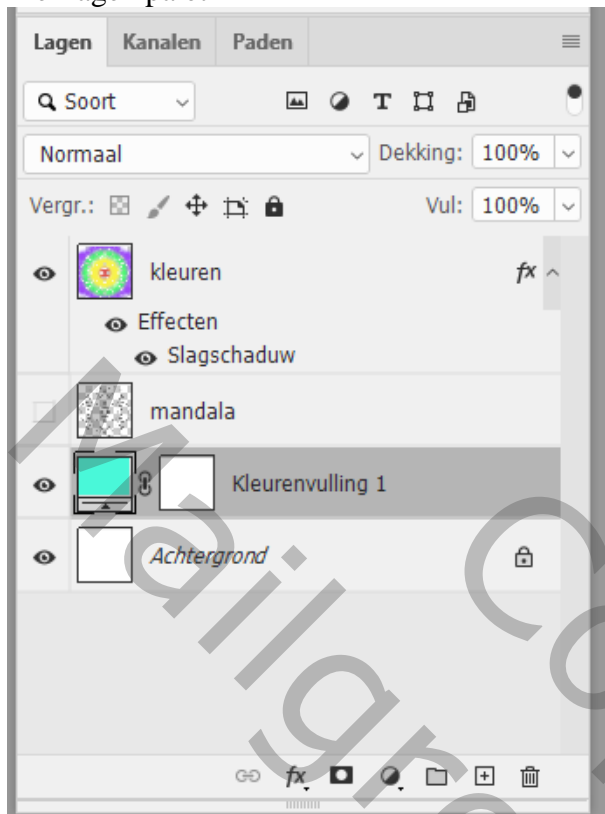 Lagen Kanalen Paden
Soort
Normaal Dekking: 100%
Vergr.: Vul: 100%
kleuren fx
Effecten
Slagschaduw
mandala
Kleurenvulling 1
Achtergrond
fx